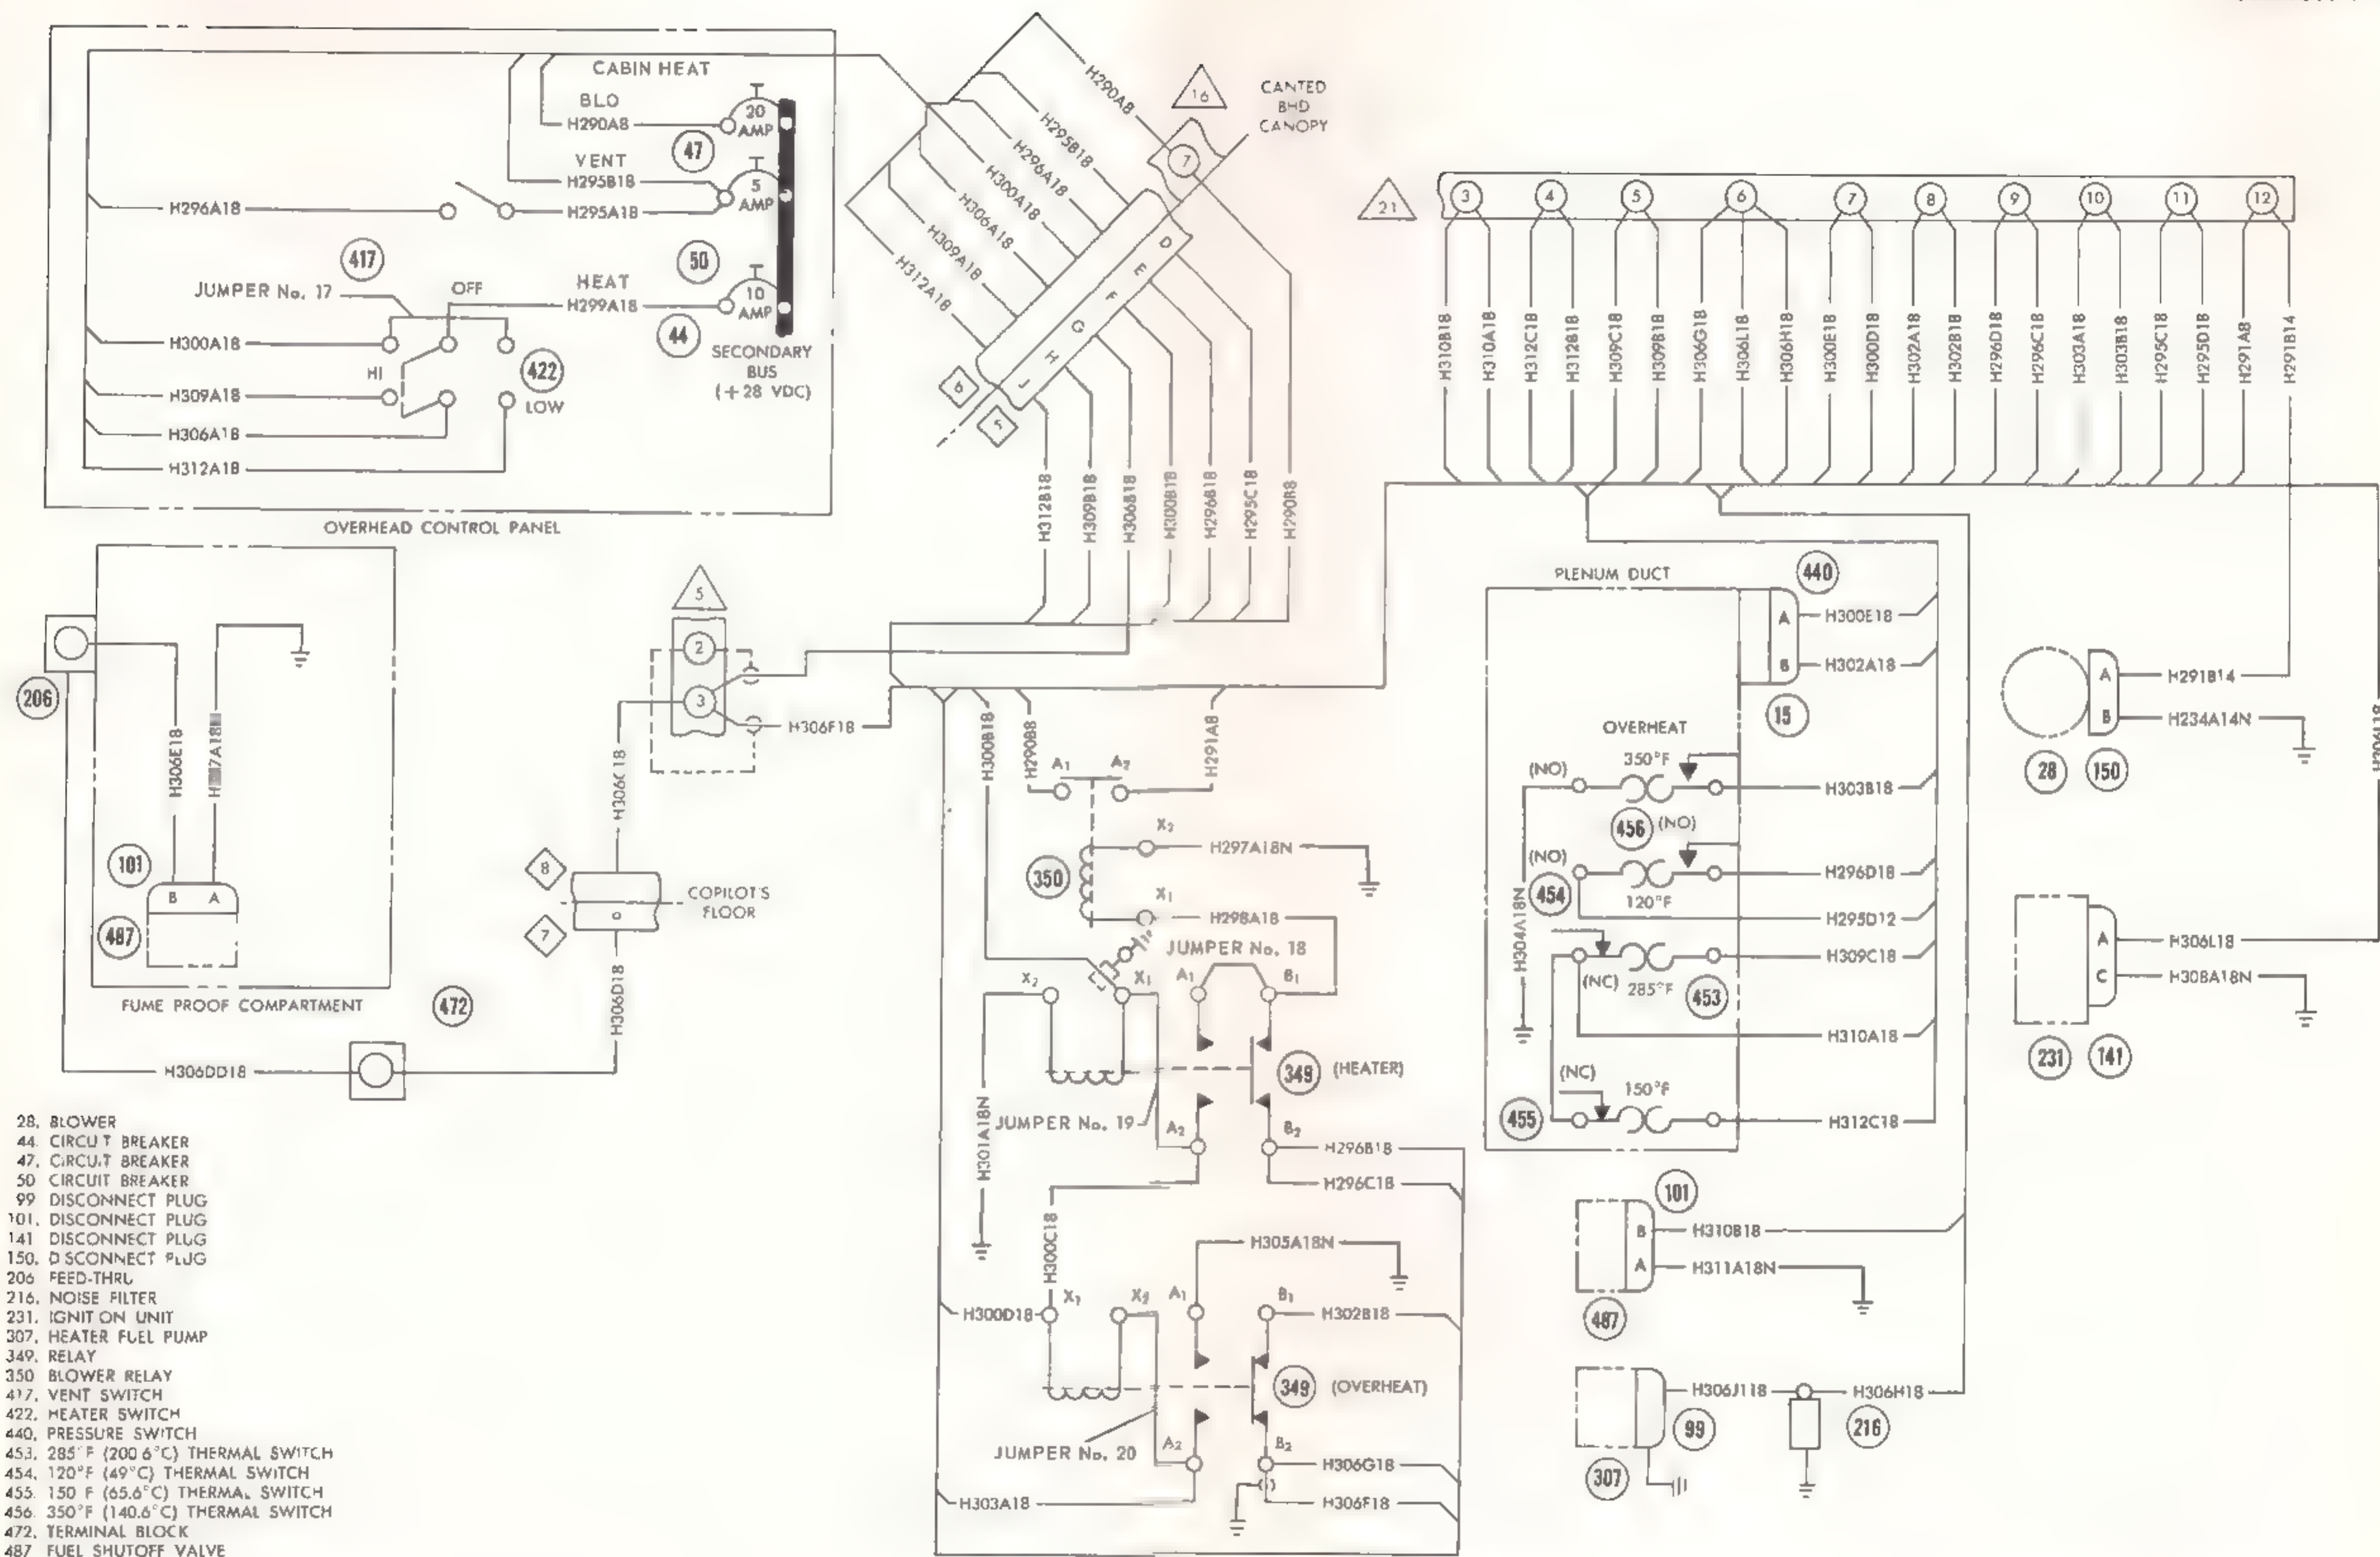 CABIN HEAT
BLO
H290A8
20
AMP
47
VENT
H295B18
5
AMP
H296A18
H295A18
417
50
JUMPER No. 17
OFF
HEAT
H299A18
10
AMP
44
H300A18
HI
422
SECONDARY
BUS
(+28 VDC)
H309A18
LOW
H306A18
H312A18
OVERHEAD CONTROL PANEL
H290A8
H295B18
H296A18
H300A18
H306A18
H309A18
H312A18
16
CANTED
BHD
CANOPY
7
D
E
F
G
H
J
6
5
H312B18
H309B18
H306B18
H300B18
H296B18
H295C18
H290B8
21
3
4
5
6
7
8
9
10
11
12
H310B18
H310A18
H312C18
H312B18
H309C18
H309B18
H306G18
H306L18
H306H18
H300E18
H300D18
H302A18
H302B18
H296D18
H296C18
H303A18
H303B18
H295C18
H295D18
H291A8
H291B14
206
H306E18
101
B
A
487
FUME PROOF COMPARTMENT
5
2
3
H306F18
H306C18
8
COPILOT'S
FLOOR
7
H306D18
472
H306DD18
H300B18
H290B8
A1
A2
H291A8
X2
H297A18N
350
X1
H298A18
JUMPER No. 18
X2
X1
A1
B1
349
(HEATER)
JUMPER No. 19
A2
B2
H301A18N
H296B18
H296C18
H300C18
H305A18N
H300D18
X1
X2
A1
B1
H302B18
349
(OVERHEAT)
JUMPER No. 20
A2
B2
H306G18
H303A18
H306F18
PLENUM DUCT
440
A
H300E18
B
H302A18
15
OVERHEAT
350°F
(NO)
H303B18
456
(NO)
(NO)
H296D18
454
120°F
H295D12
H304A18N
H309C18
(NC)
285°F
453
H310A18
(NC)
150°F
455
H312C18
A
H291B14
B
H234A14N
28
150
A
H306L18
C
H308A18N
231
141
H306L18
101
B
H310B18
A
H311A18N
487
H306J118
H306H18
99
216
307
28. BLOWER
44. CIRCU T BREAKER
47. CIRCUIT BREAKER
50 CIRCUIT BREAKER
99 DISCONNECT PLUG
101. DISCONNECT PLUG
141 DISCONNECT PLUG
150. D SCONNECT PLUG
206 FEED-THRU
216. NOISE FILTER
231. IGNIT ON UNIT
307. HEATER FUEL PUMP
349. RELAY
350 BLOWER RELAY
417. VENT SWITCH
422. HEATER SWITCH
440. PRESSURE SWITCH
453. 285°F (200 6°C) THERMAL SWITCH
454. 120°F (49°C) THERMAL SWITCH
455. 150 F (65.6°C) THERMAL SWITCH
456. 350°F (140.6°C) THERMAL SWITCH
472. TERMINAL BLOCK
487 FUEL SHUTOFF VALVE